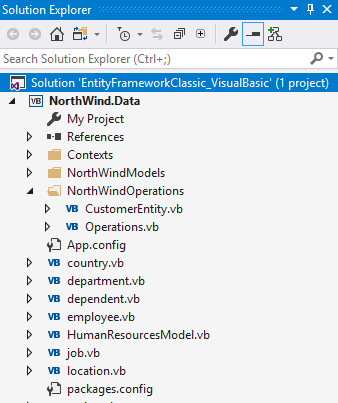 Solution Explorer
Search Solution Explorer (Ctrl+;)
Solution 'EntityFrameworkClassic_VisualBasic' (1 project)
VB NorthWind.Data
My Project
References
Contexts
NorthWindModels
NorthWindOperations
VB CustomerEntity.vb
VB Operations.vb
App.config
VB country.vb
VB department.vb
VB dependent.vb
VB employee.vb
VB HumanResourcesModel.vb
VB job.vb
VB location.vb
packages.config